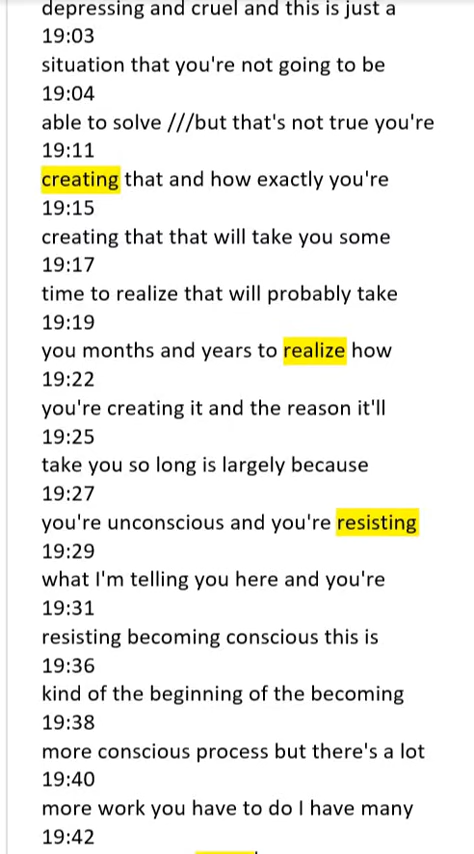 depressing and cruel and this is just a
19:03
situation that you're not going to be
19:04
able to solve ///but that's not true you're
19:11
creating that and how exactly you're
19:15
creating that that will take you some
19:17
time to realize that will probably take
19:19
you months and years to realize how
19:22
you're creating it and the reason it'll
19:25
take you so long is largely because
19:27
you're unconscious and you're resisting
19:29
what I'm telling you here and you're
19:31
resisting becoming conscious this is
19:36
kind of the beginning of the becoming
19:38
more conscious process but there's a lot
19:40
more work you have to do I have many
19:42